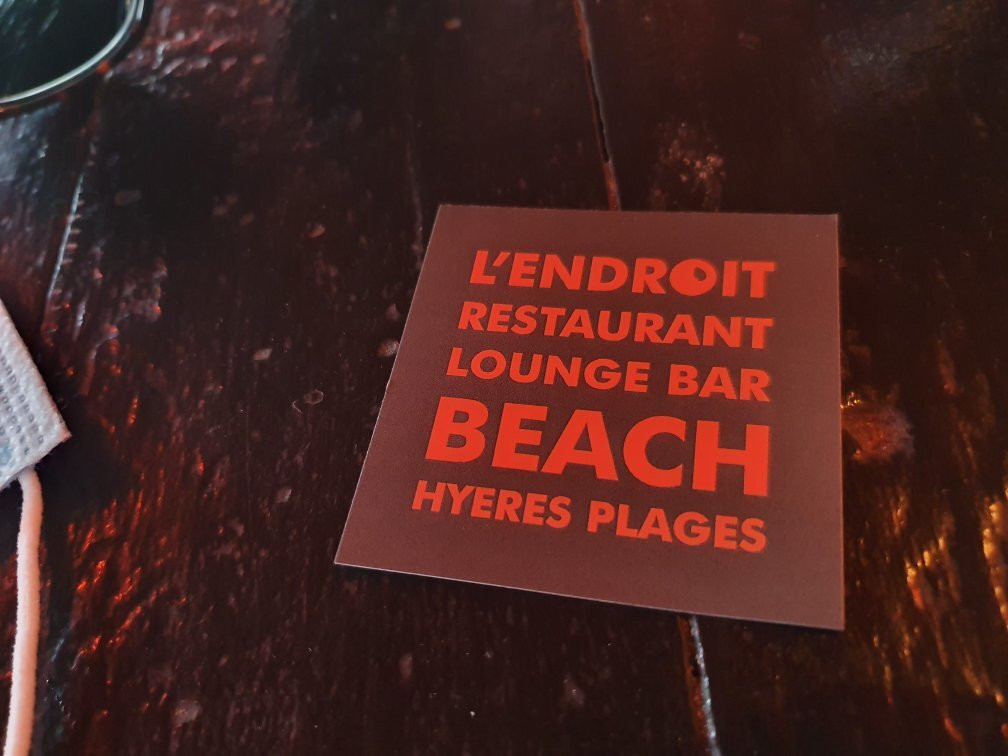 L'ENDROIT
RESTAURANT
LOUNGE BAR
BEACH
HYERES PLAGES